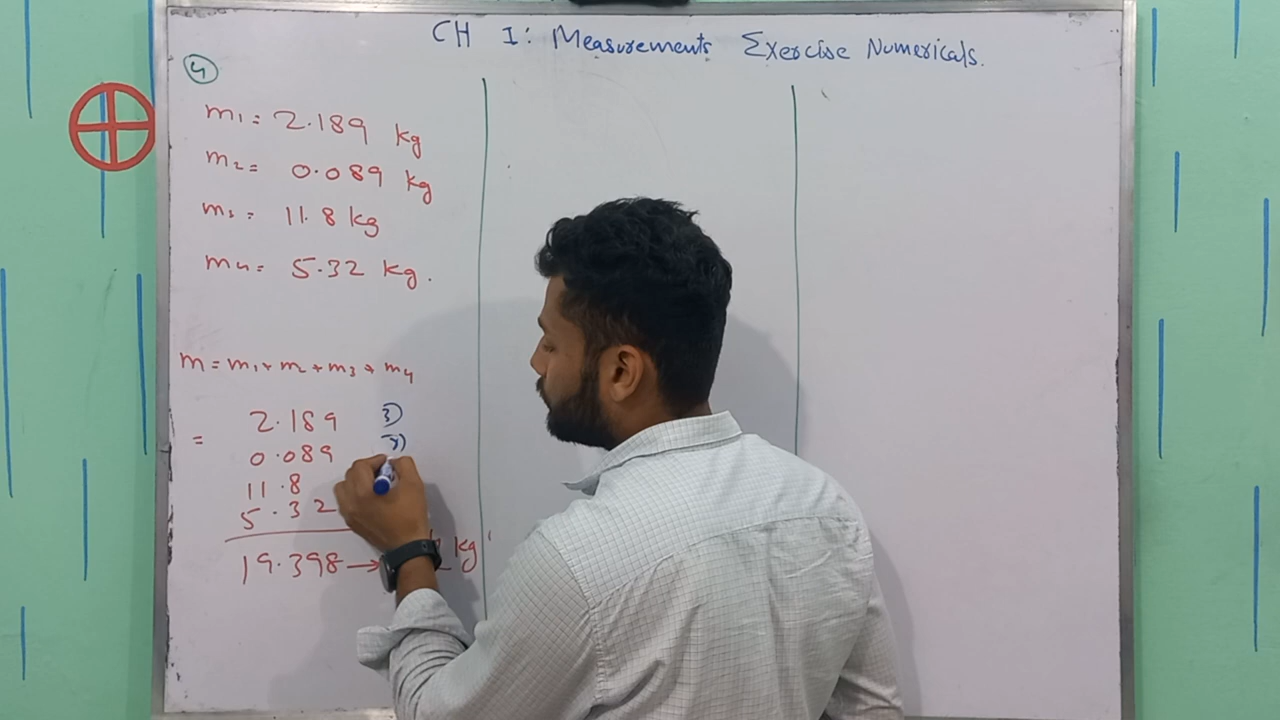 CH 1: Measurements Exercise Numericals.
4
m1 = 2.189 kg
m2 = 0.089 kg
m3 = 11.8 kg
m4 = 5.32 kg.
m = m1 + m2 + m3 + m4
= 2.189 3)
0.089
11.8
5.32
19.398 → kg